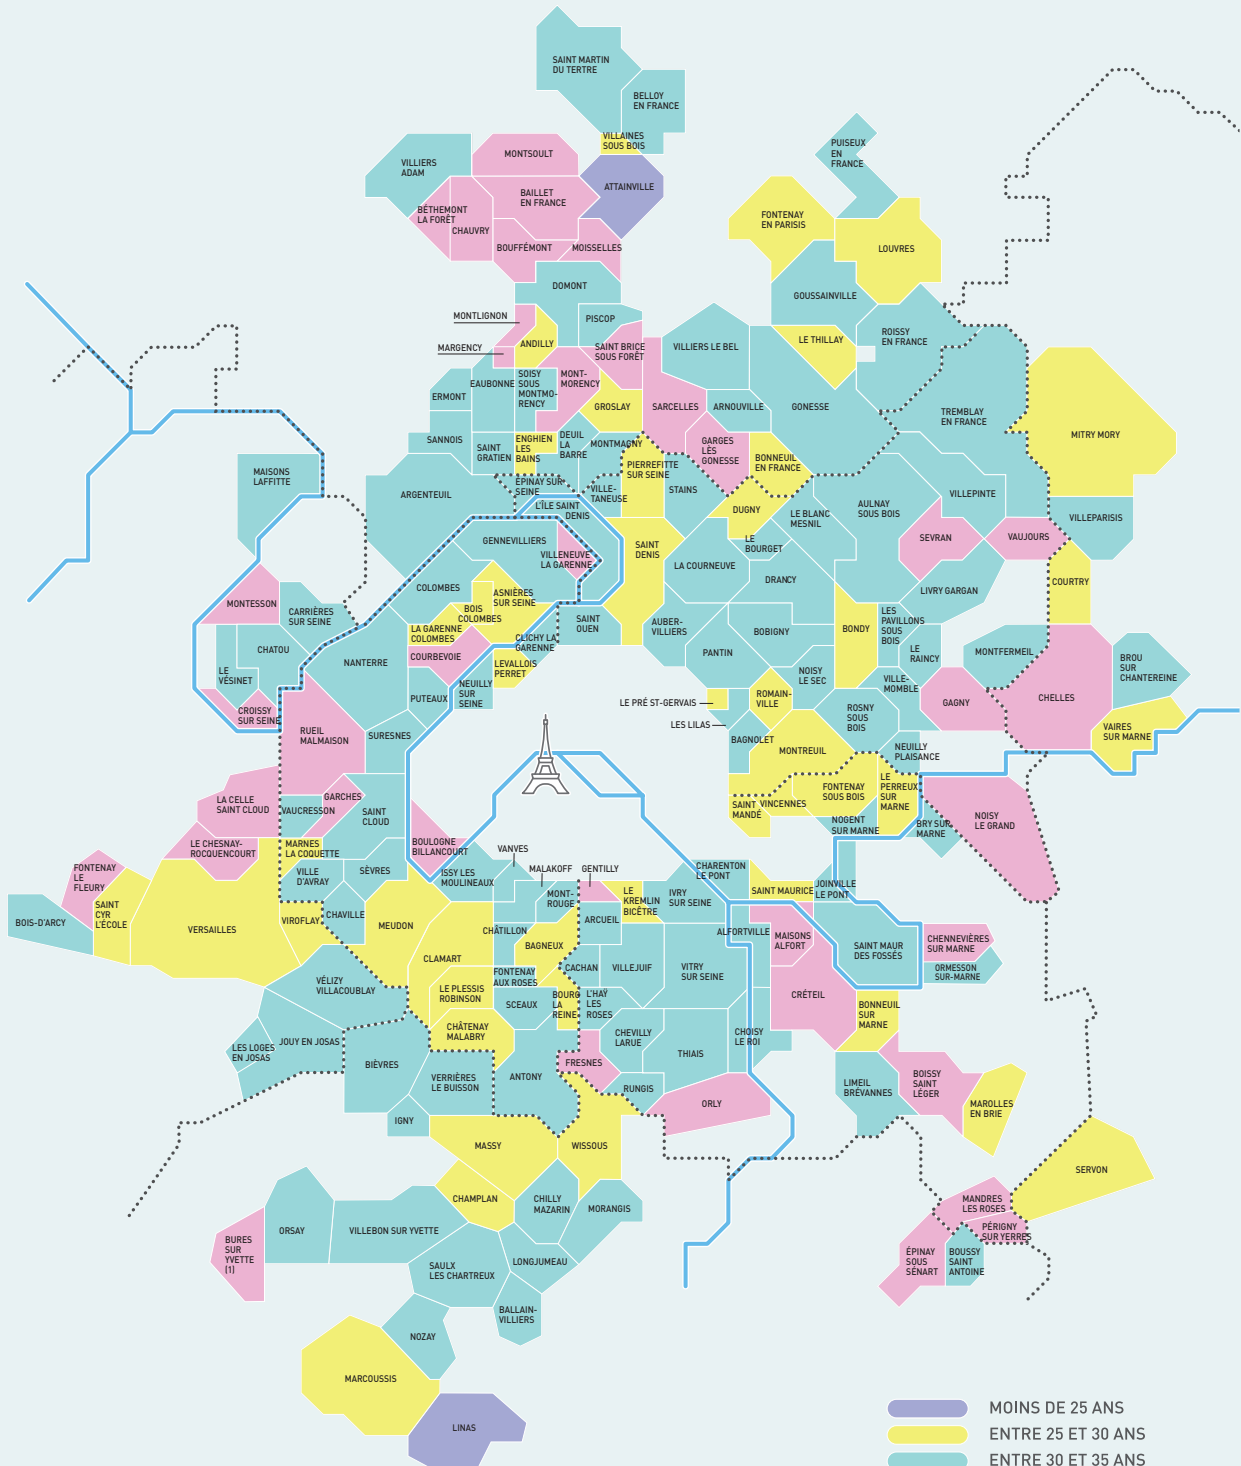 SAINT MARTIN
DU TERTRE
BELLOY
EN FRANCE
VILLAINES
SOUS BOIS
PUISEUX
EN
FRANCE
MONTSOULT
VILLIERS
ADAM
ATTAINVILLE
BAILLET
EN FRANCE
BÉTHEMONT
LA FORÊT
CHAUVRY
FONTENAY
EN PARISIS
BOUFFÉMONT
MOISSELLES
LOUVRES
DOMONT
GOUSSAINVILLE
MONTLIGNON
PISCOP
ANDILLY
MARGENCY
SAINT BRICE
SOUS FORÊT
VILLIERS LE BEL
LE THILLAY
ROISSY
EN FRANCE
EAUBONNE
SOISY
SOUS
MONTMO-
RENCY
MONT-
MORENCY
ERMONT
GROSLAY
SARCELLES
ARNOUVILLE
GONESSE
TREMBLAY
EN FRANCE
MITRY MORY
SANNOIS
SAINT
GRATIEN
ENGHIEN
LES
BAINS
DEUIL
LA
BARRE
MONTMAGNY
GARGES
LÈS
GONESSE
BONNEUIL
EN FRANCE
PIERREFITTE
SUR SEINE
MAISONS
LAFFITTE
ARGENTEUIL
ÉPINAY SUR
SEINE
VILLE-
TANEUSE
STAINS
L'ÎLE SAINT
DENIS
DUGNY
LE BLANC
MESNIL
AULNAY
SOUS BOIS
VILLEPINTE
VILLEPARISIS
GENNEVILLIERS
VILLENEUVE
LA GARENNE
SAINT
DENIS
LE
BOURGET
SEVRAN
VAUJOURS
LA COURNEUVE
DRANCY
COURTRY
LIVRY GARGAN
COLOMBES
ASNIÈRES
SUR SEINE
BOIS
COLOMBES
MONTESSON
CARRIÈRES
SUR SEINE
LA GARENNE
COLOMBES
CLICHY LA
GARENNE
SAINT
OUEN
AUBER-
VILLIERS
BOBIGNY
BONDY
LES
PAVILLONS
SOUS
BOIS
LE
RAINCY
MONTFERMEIL
BROU
SUR
CHANTEREINE
CHATOU
NANTERRE
COURBEVOIE
LEVALLOIS
PERRET
PANTIN
NOISY
LE SEC
VILLE-
MOMBLE
LE
VÉSINET
PUTEAUX
NEUILLY
SUR
SEINE
LE PRÉ ST-GERVAIS
ROMAIN-
VILLE
GAGNY
CHELLES
CROISSY
SUR SEINE
ROSNY
SOUS
BOIS
LES LILAS
RUEIL
MALMAISON
SURESNES
BAGNOLET
MONTREUIL
NEUILLY
PLAISANCE
VAIRES
SUR MARNE
LA CELLE
SAINT CLOUD
GARCHES
VAUCRESSON
SAINT
CLOUD
SAINT
MANDÉ
VINCENNES
FONTENAY
SOUS BOIS
LE
PERREUX
SUR
MARNE
NOGENT
SUR MARNE
BRY SUR
MARNE
NOISY
LE GRAND
LE CHESNAY-
ROCQUENCOURT
MARNES
LA COQUETTE
BOULOGNE
BILLANCOURT
VANVES
FONTENAY
LE
FLEURY
VILLE
D'AVRAY
SÈVRES
ISSY LES
MOULINEAUX
MALAKOFF
GENTILLY
CHARENTON
LE PONT
SAINT MAURICE
JOINVILLE
LE PONT
SAINT
CYR
L'ÉCOLE
MONT-
ROUGE
LE
KREMLIN
BICÊTRE
IVRY
SUR SEINE
BOIS-D'ARCY
VERSAILLES
VIROFLAY
CHAVILLE
MEUDON
CHÂTILLON
ARCUEIL
ALFORTVILLE
MAISONS
ALFORT
SAINT MAUR
DES FOSSÉS
CHENNEVIÈRES
SUR MARNE
BAGNEUX
CLAMART
ORMESSON
SUR-MARNE
VÉLIZY
VILLACOUBLAY
FONTENAY
AUX ROSES
CACHAN
VILLEJUIF
VITRY
SUR SEINE
LE PLESSIS
ROBINSON
SCEAUX
BOURG
LA
REINE
L'HAŸ
LES
ROSES
CRÉTEIL
BONNEUIL
SUR
MARNE
CHÂTENAY
MALABRY
CHEVILLY
LARUE
CHOISY
LE ROI
LES LOGES
EN JOSAS
JOUY EN JOSAS
THIAIS
BIÈVRES
FRESNES
ANTONY
VERRIÈRES
LE BUISSON
RUNGIS
ORLY
LIMEIL
BRÉVANNES
BOISSY
SAINT
LÉGER
MAROLLES
EN BRIE
IGNY
MASSY
WISSOUS
SERVON
CHAMPLAN
CHILLY
MAZARIN
MORANGIS
MANDRES
LES ROSES
PÉRIGNY
SUR YERRES
ORSAY
VILLEBON SUR YVETTE
BURES
SUR
YVETTE
(1)
ÉPINAY
SOUS
SÉNART
BOUSSY
SAINT
ANTOINE
SAULX
LES CHARTREUX
LONGJUMEAU
BALLAIN-
VILLIERS
NOZAY
MARCOUSSIS
LINAS
MOINS DE 25 ANS
ENTRE 25 ET 30 ANS
ENTRE 30 ET 35 ANS